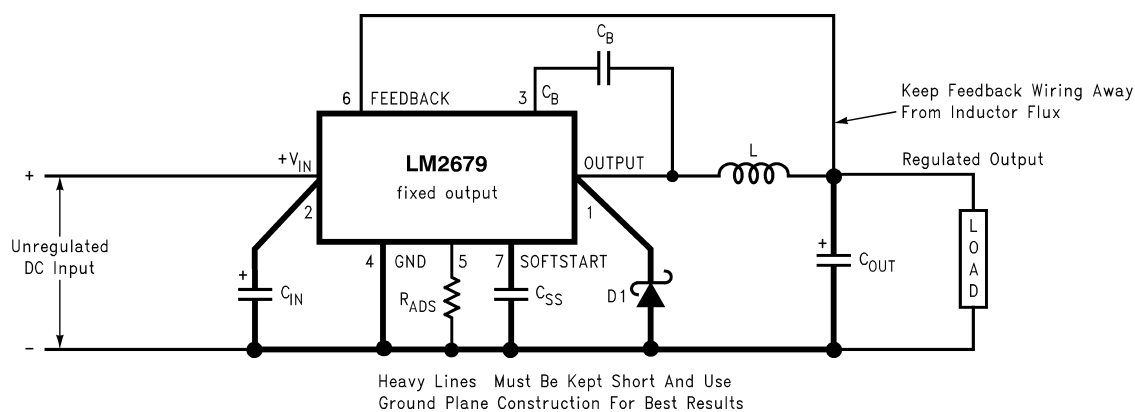 C_B
6 FEEDBACK
3 C_B
Keep Feedback Wiring Away
From Inductor Flux
+V_IN
LM2679
fixed output
OUTPUT
L
Regulated Output
+
2
1
Unregulated
DC Input
4 GND
5
7 SOFTSTART
+
C_IN
R_ADS
C_SS
D1
+
C_OUT
LOAD
-
Heavy Lines Must Be Kept Short And Use
Ground Plane Construction For Best Results